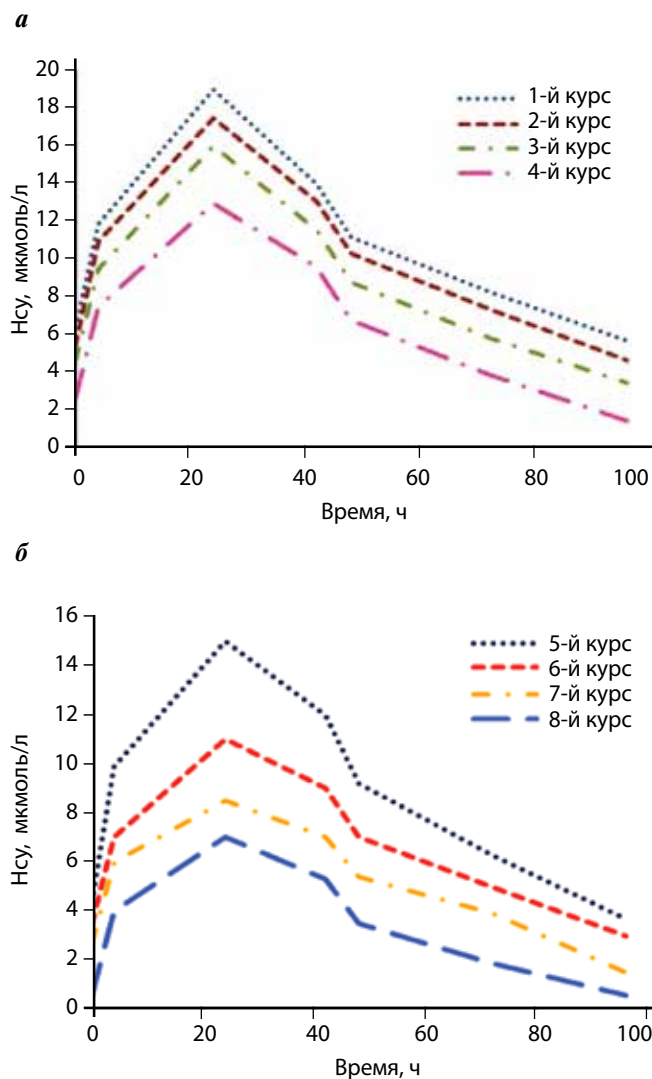 а
20
18
16
14
12
10
8
6
4
2
0
Нсу, мкмоль/л
1-й курс
2-й курс
3-й курс
4-й курс
0 20 40 60 80 100
Время, ч
б
16
14
12
10
8
6
4
2
0
Нсу, мкмоль/л
5-й курс
6-й курс
7-й курс
8-й курс
0 20 40 60 80 100
Время, ч